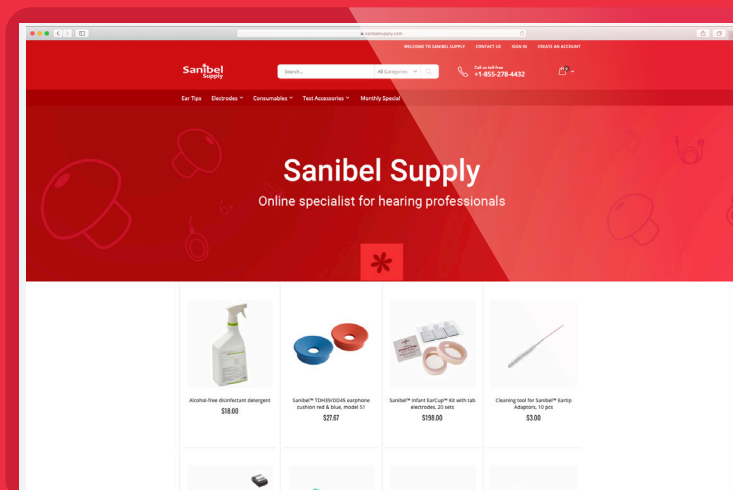 sanibelsupply.com
WELCOME TO SANIBEL SUPPLY CONTACT US SIGN IN CREATE AN ACCOUNT
Sanibel
Supply
Search...
All Categories
Call us toll free
+1-855-278-4432
0
Ear Tips Electrodes Consumables Test Accessories Monthly Special
Sanibel Supply
Online specialist for hearing professionals
Alcohol-free disinfectant detergent
$18.00
Sanibel™ TDH39/DD45 earphone
cushion red & blue, model 51
$27.67
Sanibel™ Infant EarCup™ Kit with tab
electrodes, 20 sets
$198.00
Cleaning tool for Sanibel™ Eartip
Adaptors, 10 pcs
$3.00